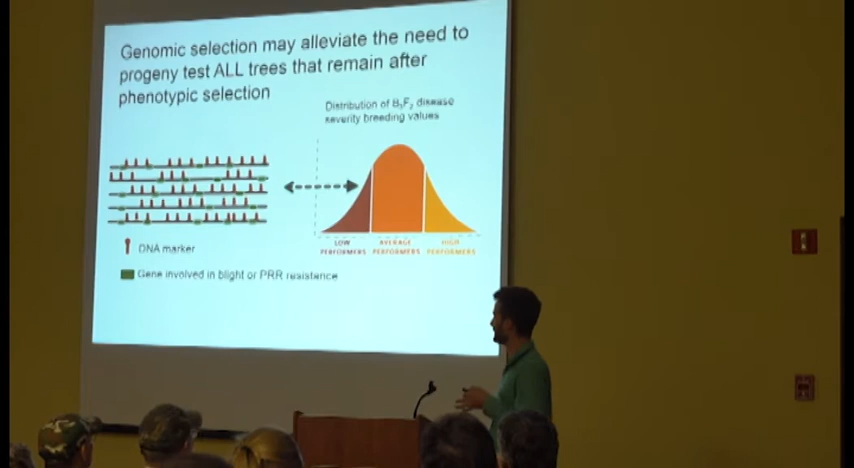 Genomic selection may alleviate the need to
progeny test ALL trees that remain after
phenotypic selection
Distribution of B₃F₂ disease
severity breeding values
LOW PERFORMERS
AVERAGE PERFORMERS
HIGH PERFORMERS
DNA marker
Gene involved in blight or PRR resistance